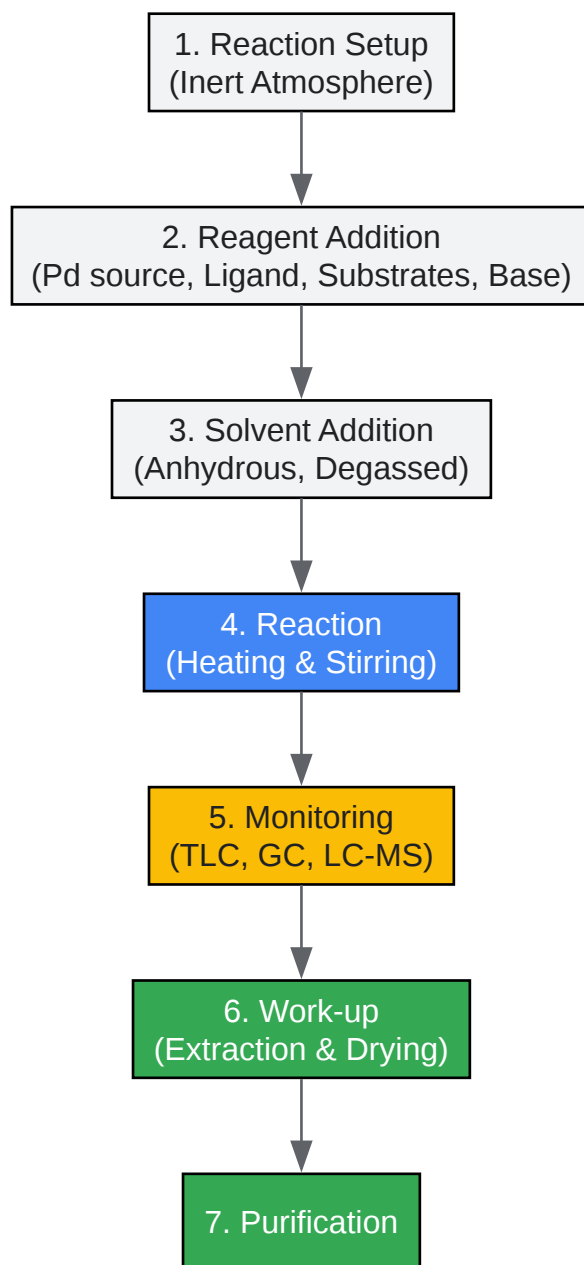 1. Reaction Setup
(Inert Atmosphere)
2. Reagent Addition
(Pd source, Ligand, Substrates, Base)
3. Solvent Addition
(Anhydrous, Degassed)
4. Reaction
(Heating & Stirring)
5. Monitoring
(TLC, GC, LC-MS)
6. Work-up
(Extraction & Drying)
7. Purification